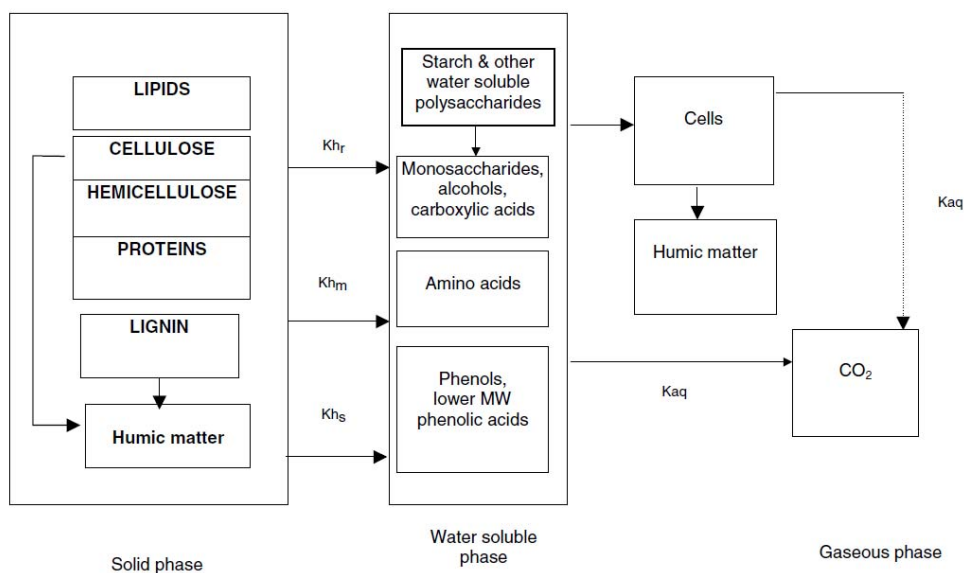 LIPIDS
CELLULOSE
HEMICELLULOSE
PROTEINS
LIGNIN
Humic matter
Solid phase
Khr
Khm
Khs
Starch & other
water soluble
polysaccharides
Monosaccharides,
alcohols,
carboxylic acids
Amino acids
Phenols,
lower MW
phenolic acids
Water soluble
phase
Cells
Humic matter
Kaq
Kaq
CO₂
Gaseous phase